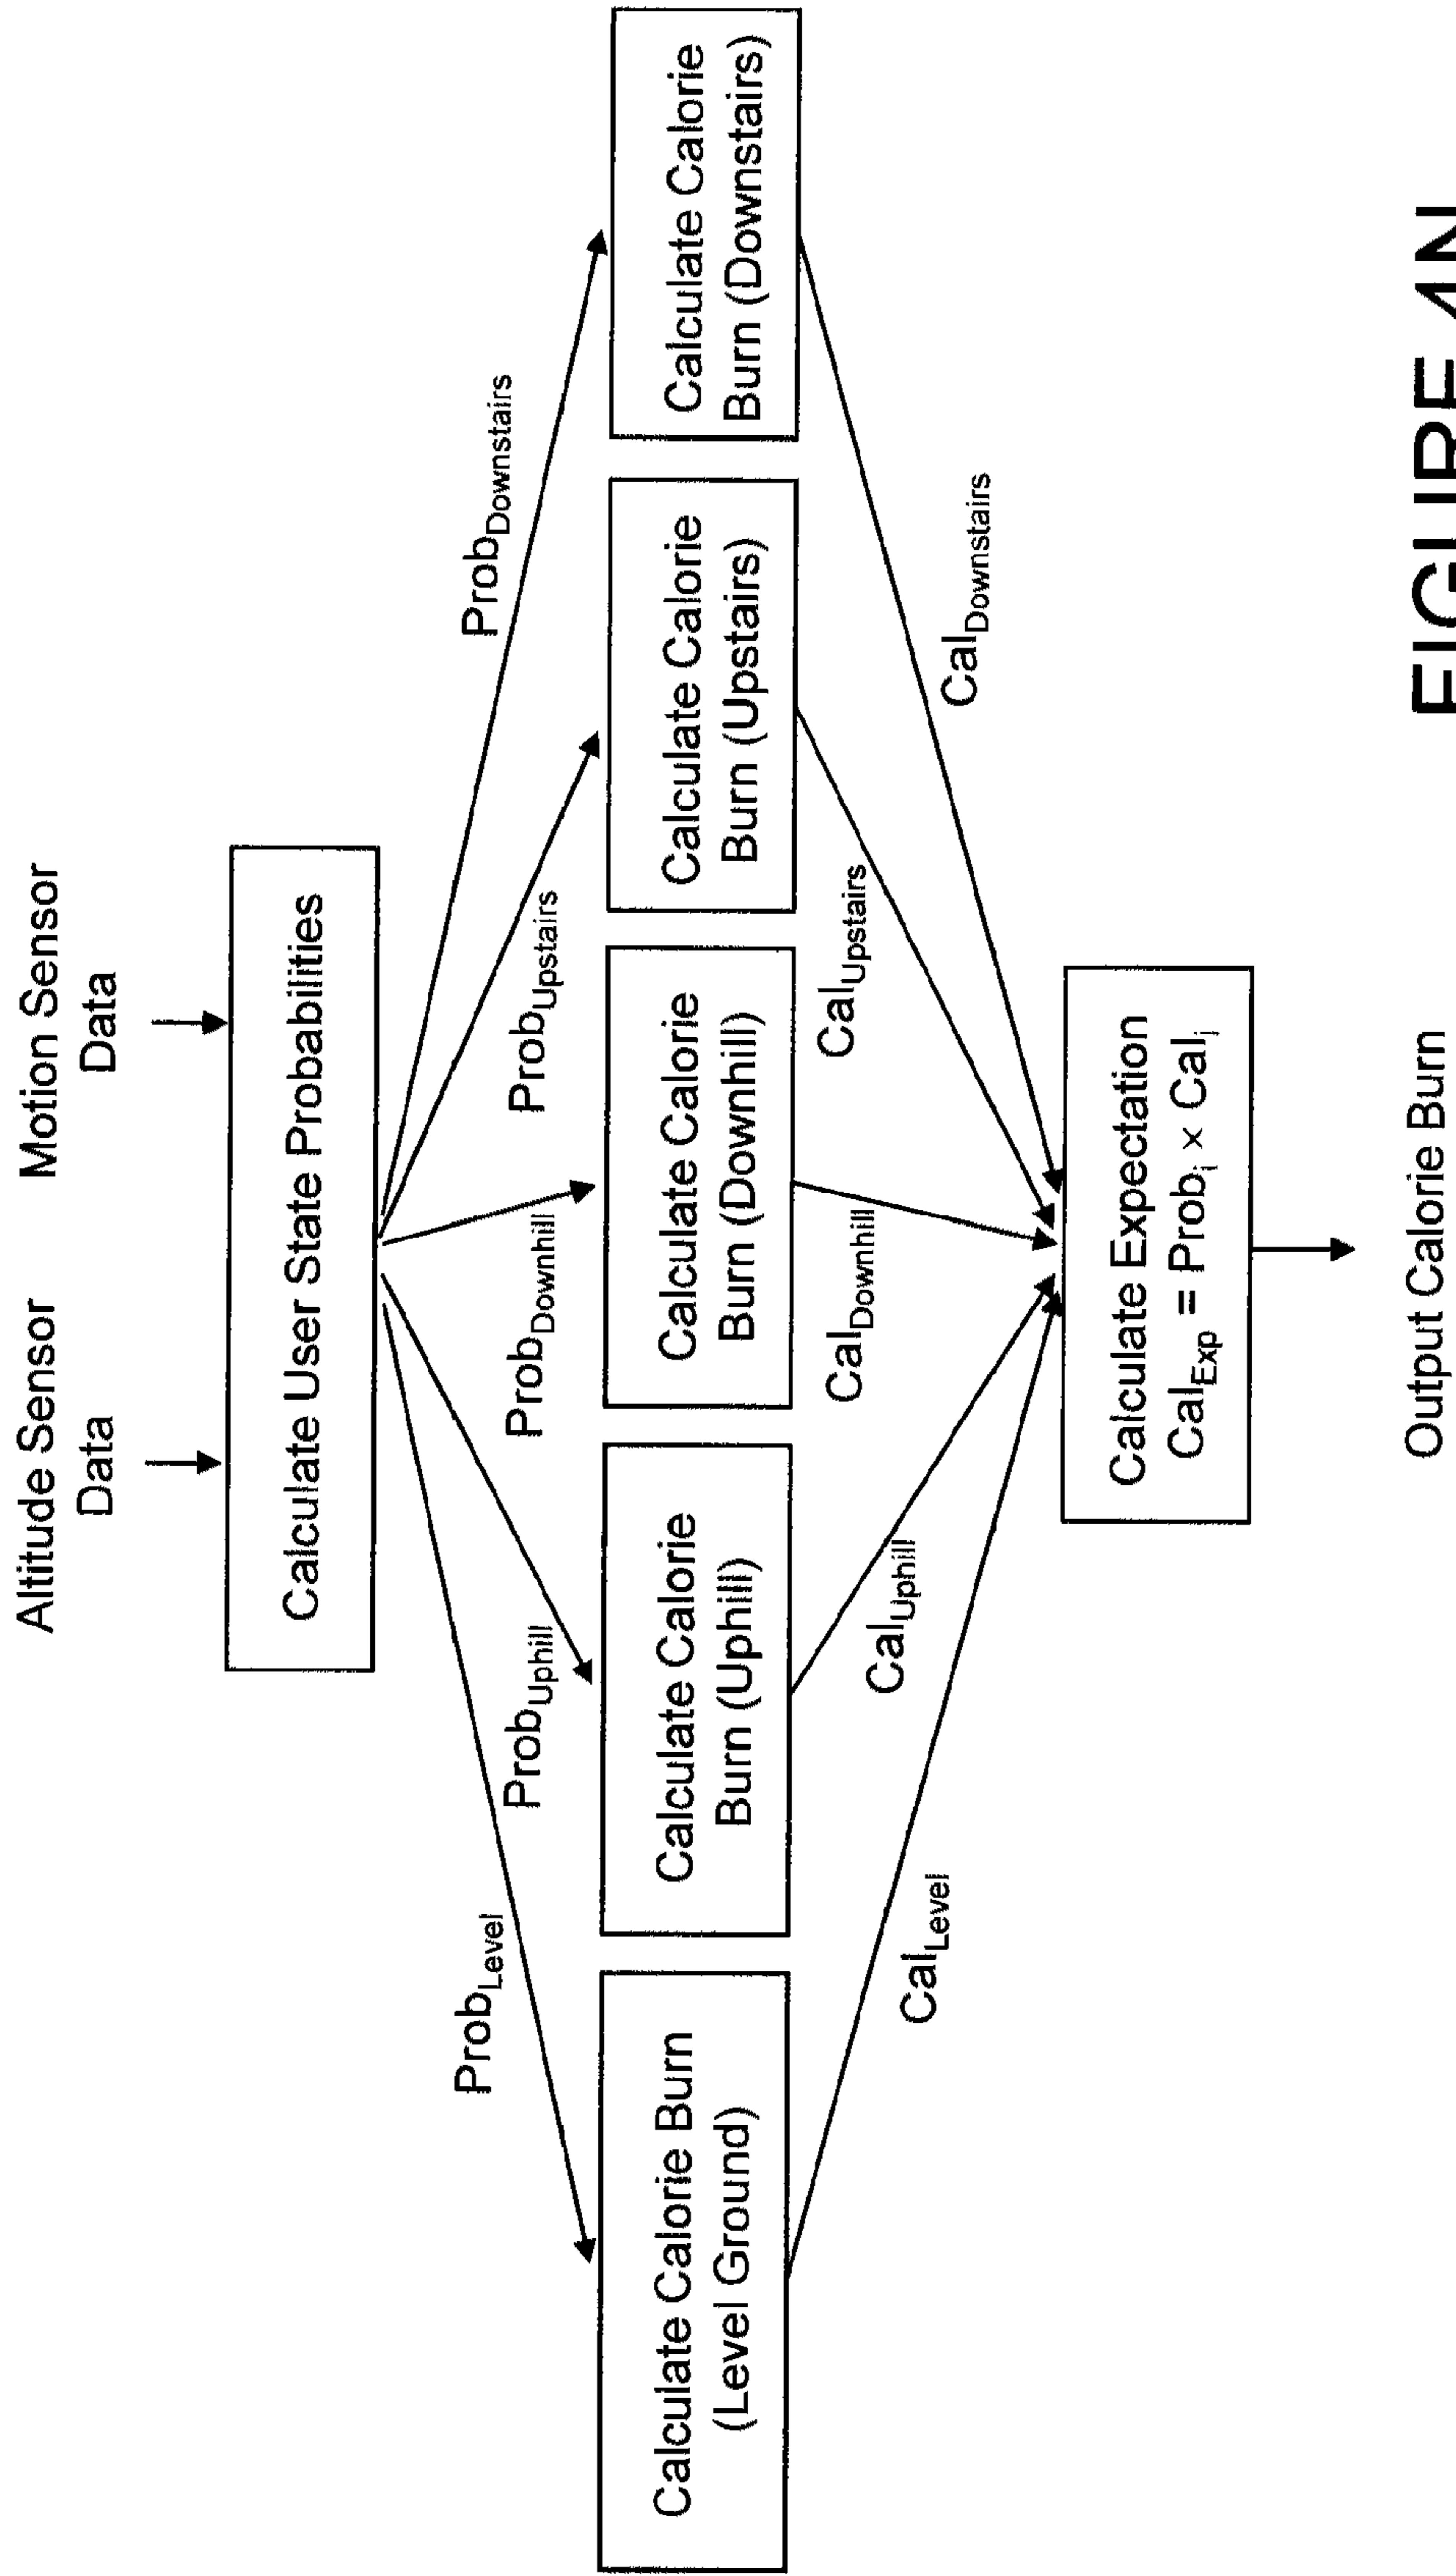 Altitude Sensor
Data
Motion Sensor
Data
Calculate User State Probabilities
Prob_Level
Prob_Uphill
Prob_Downhill
Prob_Upstairs
Prob_Downstairs
Calculate Calorie Burn
(Level Ground)
Calculate Calorie
Burn (Uphill)
Calculate Calorie
Burn (Downhill)
Calculate Calorie
Burn (Upstairs)
Calculate Calorie
Burn (Downstairs)
Cal_Level
Cal_Uphill
Cal_Downhill
Cal_Upstairs
Cal_Downstairs
Calculate Expectation
Cal_Exp = Prob_i × Cal_i
Output Calorie Burn
FIGURE 4N